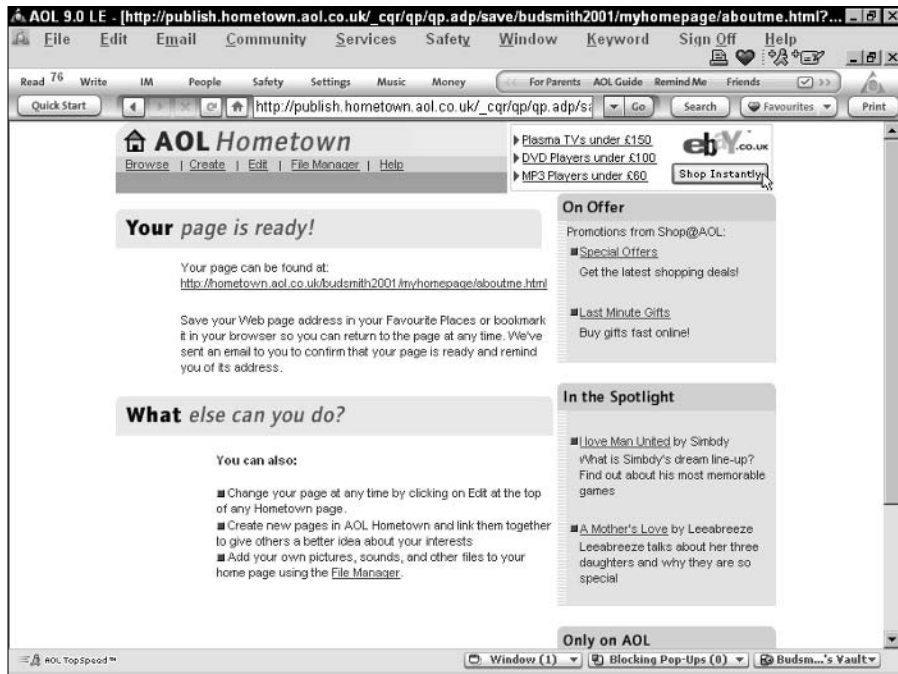 AOL 9.0 LE - [http://publish.hometown.aol.co.uk/_cqr/qp/qp.adp/save/budsmith2001/myhomepage/aboutme.html?...
File Edit Email Community Services Safety Window Keyword Sign Off Help
Read 76 Write IM People Safety Settings Music Money For Parents AOL Guide Remind Me Friends
Quick Start http://publish.hometown.aol.co.uk/_cqr/qp/qp.adp/sa Go Search Favourites Print
AOL Hometown
Browse | Create | Edit | File Manager | Help
Plasma TVs under £150
DVD Players under £100
MP3 Players under £60
ebY.co.uk
Shop Instantly
Your page is ready!
Your page can be found at:
http://hometown.aol.co.uk/budsmith2001/myhomepage/aboutme.html
Save your Web page address in your Favourite Places or bookmark
it in your browser so you can return to the page at any time. We've
sent an email to you to confirm that your page is ready and remind
you of its address.
What else can you do?
You can also:
Change your page at any time by clicking on Edit at the top
of any Hometown page.
Create new pages in AOL Hometown and link them together
to give others a better idea about your interests
Add your own pictures, sounds, and other files to your
home page using the File Manager.
On Offer
Promotions from Shop@AOL:
Special Offers
Get the latest shopping deals!
Last Minute Gifts
Buy gifts fast online!
In the Spotlight
I love Man United by Simbdy
What is Simbdy's dream line-up?
Find out about his most memorable
games
A Mother's Love by Leeabreeze
Leeabreeze talks about her three
daughters and why they are so
special
Only on AOL
AOL TopSpeed™ Window (1) Blocking Pop-Ups (0) Budsm...'s Vault